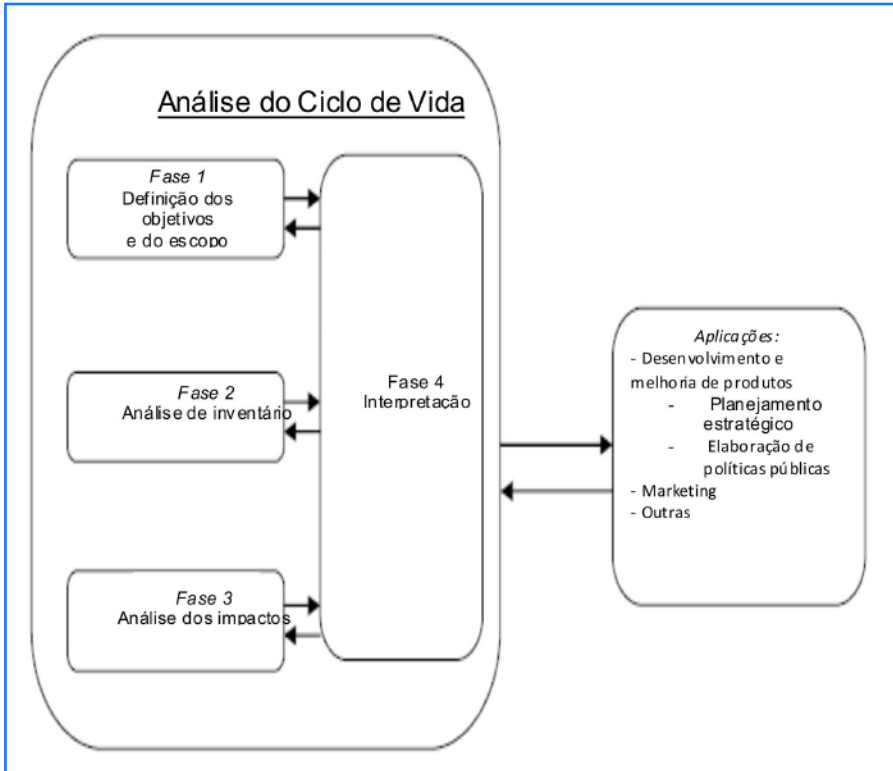 Análise do Ciclo de Vida
Fase 1
Definição dos
objetivos
e do escopo
Fase 2
Análise de inventário
Fase 3
Análise dos impactos
Fase 4
Interpretação
Aplicações:
- Desenvolvimento e
melhoria de produtos
- Planejamento
estratégico
- Elaboração de
políticas públicas
- Marketing
- Outras